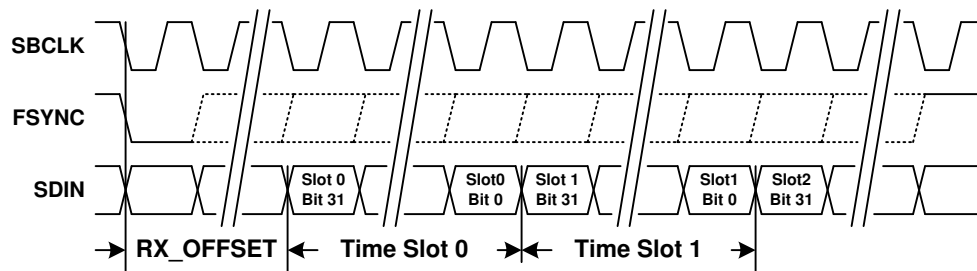 SBCLK
FSYNC
SDIN
Slot 0
Bit 31
Slot0
Bit 0
Slot 1
Bit 31
Slot1
Bit 0
Slot2
Bit 31
RX_OFFSET
Time Slot 0
Time Slot 1